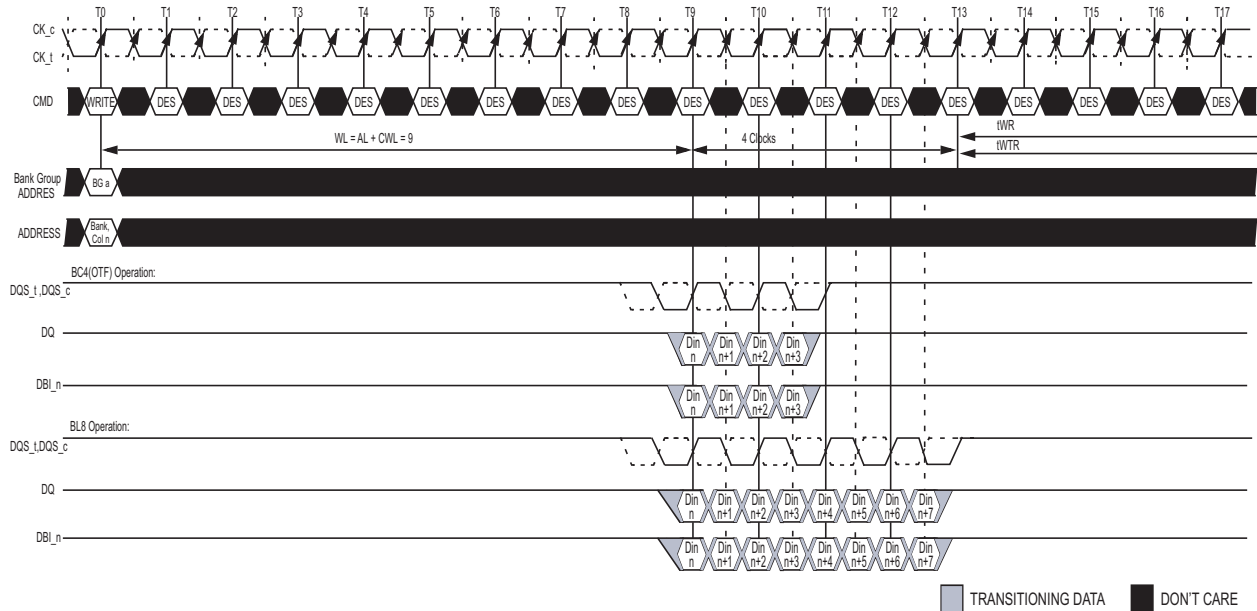 T0 T1 T2 T3 T4 T5 T6 T7 T8 T9 T10 T11 T12 T13 T14 T15 T16 T17
CK_c
CK_t
CMD WRITE DES DES DES DES DES DES DES DES DES DES DES DES DES DES DES DES DES
WL = AL + CWL = 9 4 Clocks tWR
tWTR
Bank Group
ADDRES
BG a
ADDRESS
Bank,
Col n
BC4(OTF) Operation:
DQS_t ,DQS_c
DQ
Din Din Din Din
n n+1 n+2 n+3
DBI_n
Din Din Din Din
n n+1 n+2 n+3
BL8 Operation:
DQS_t,DQS_c
DQ
Din Din Din Din Din Din Din Din
n n+1 n+2 n+3 n+4 n+5 n+6 n+7
DBI_n
Din Din Din Din Din Din Din Din
n n+1 n+2 n+3 n+4 n+5 n+6 n+7
TRANSITIONING DATA DON'T CARE